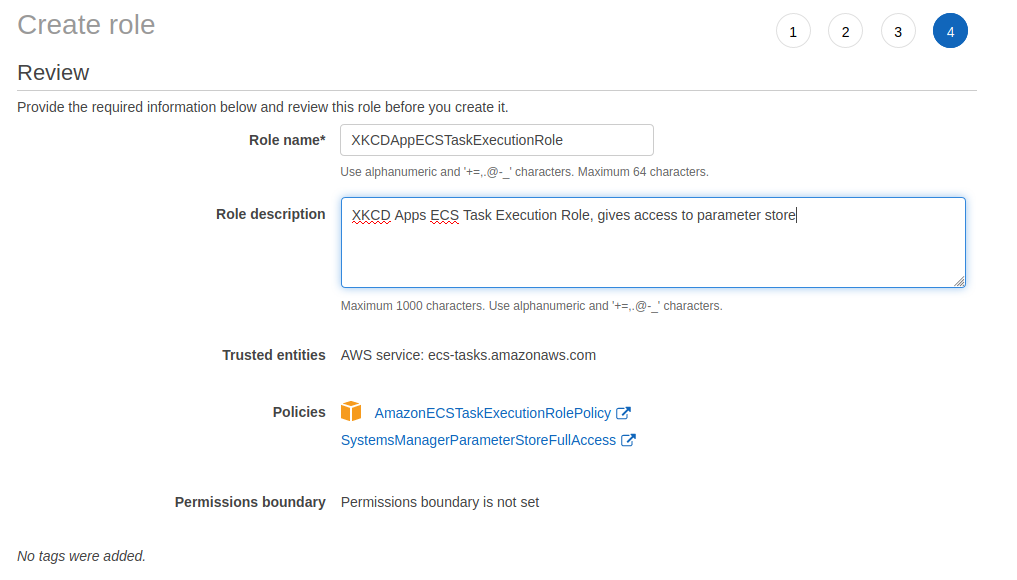 Create role
1 2 3 4
Review
Provide the required information below and review this role before you create it.
Role name* XKCDAppECSTaskExecutionRole
Use alphanumeric and '+=,.@-_' characters. Maximum 64 characters.
Role description XKCD Apps ECS Task Execution Role, gives access to parameter store
Maximum 1000 characters. Use alphanumeric and '+=,.@-_' characters.
Trusted entities AWS service: ecs-tasks.amazonaws.com
Policies AmazonECSTaskExecutionRolePolicy
SystemsManagerParameterStoreFullAccess
Permissions boundary Permissions boundary is not set
No tags were added.